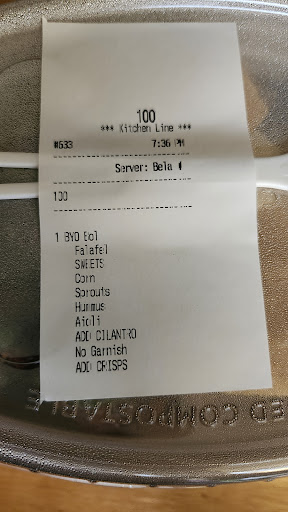 100
*** Kitchen Line ***
#633 7:36 PM
Server: Bela
100
1 BYO Bol
Falafel
SWEETS
Corn
Sprouts
Hummus
Aioli
ADD CILANTRO
No Garnish
ADD CRISPS
ED COMPOSTABLE